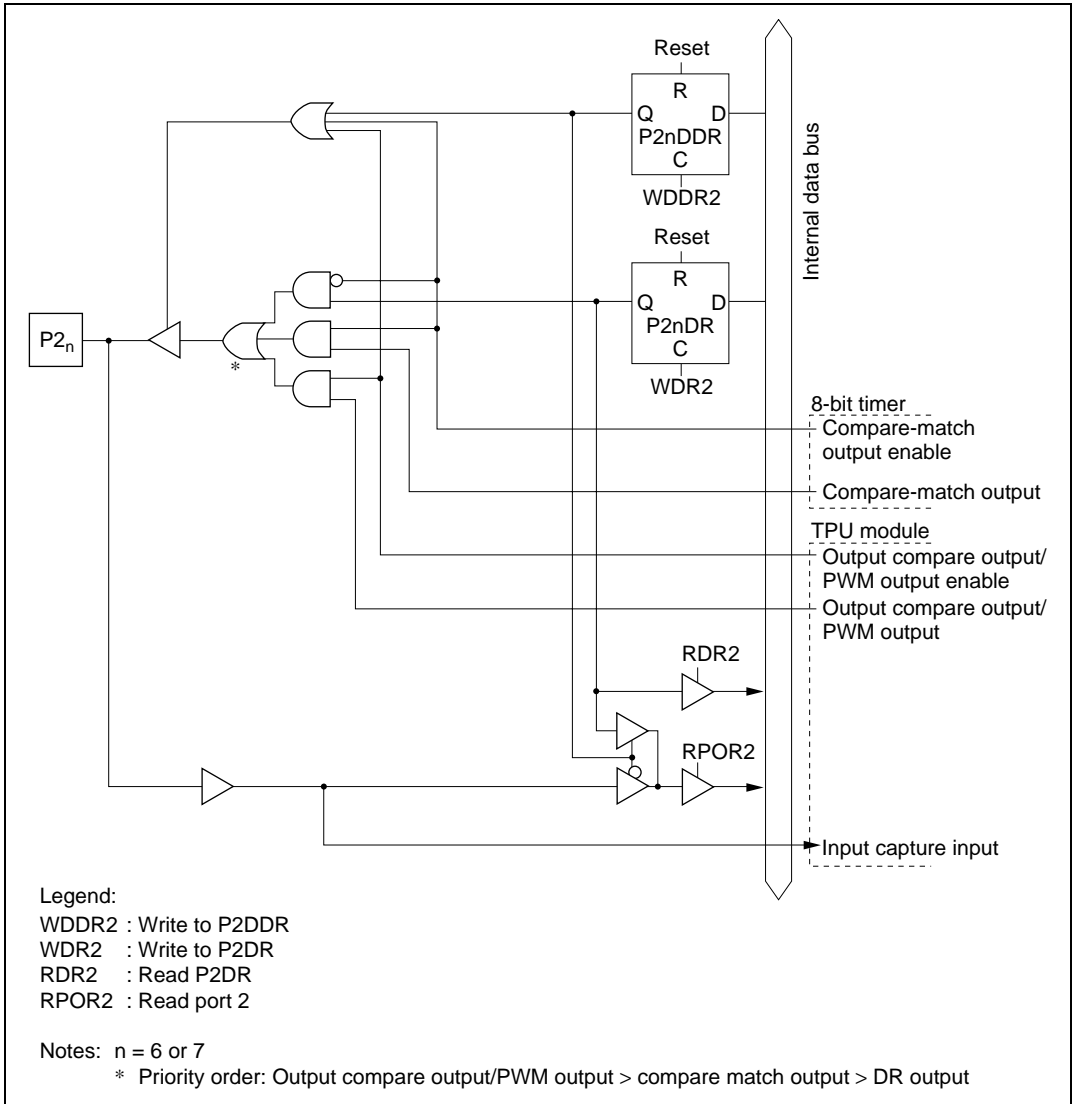 Reset
R
Q D
P2nDDR
C
WDDR2
Internal data bus
Reset
R
Q D
P2nDR
C
WDR2
P2n
*
8-bit timer
Compare-match
output enable
Compare-match output
TPU module
Output compare output/
PWM output enable
Output compare output/
PWM output
RDR2
RPOR2
Input capture input
Legend:
WDDR2 : Write to P2DDR
WDR2 : Write to P2DR
RDR2 : Read P2DR
RPOR2 : Read port 2
Notes: n = 6 or 7
* Priority order: Output compare output/PWM output > compare match output > DR output